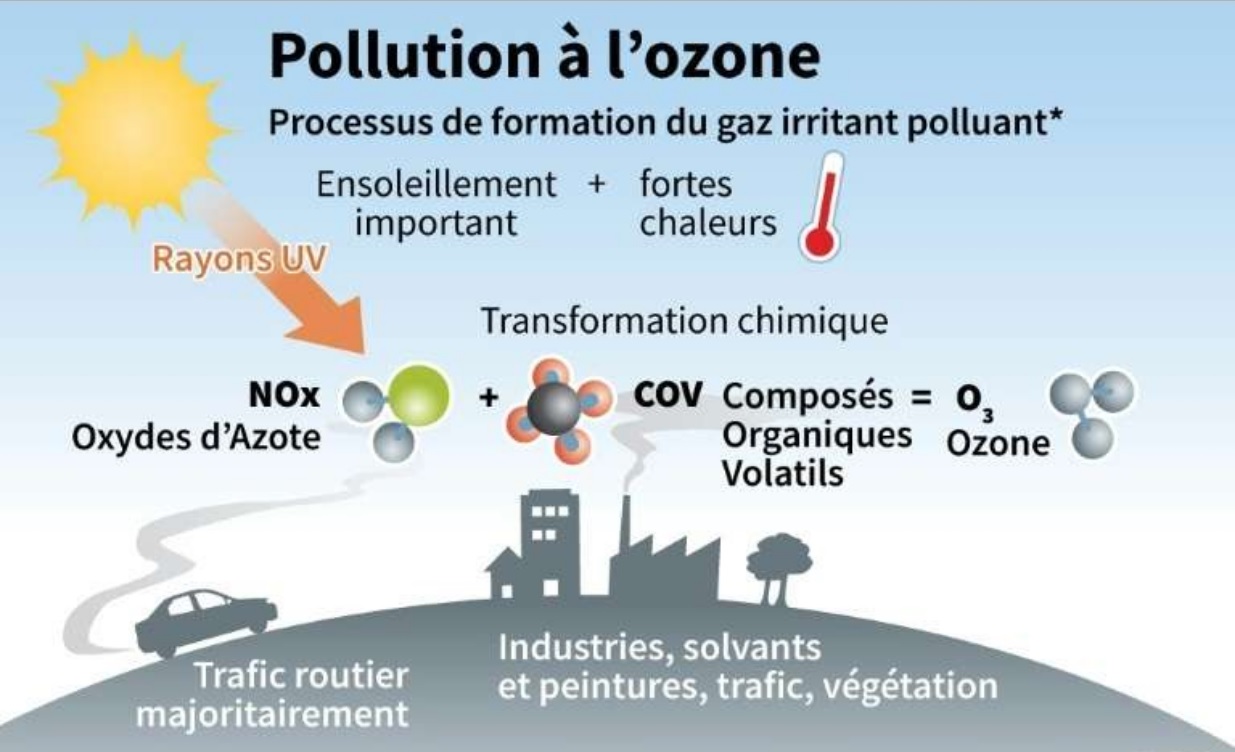 Pollution à l’ozone
Processus de formation du gaz irritant polluant*
Ensoleillement + fortes
important chaleurs
Rayons UV
Transformation chimique
NOx + COV Composés = O₃
Oxydes d’Azote Organiques Ozone
Volatils
Trafic routier
majoritairement
Industries, solvants
et peintures, trafic, végétation